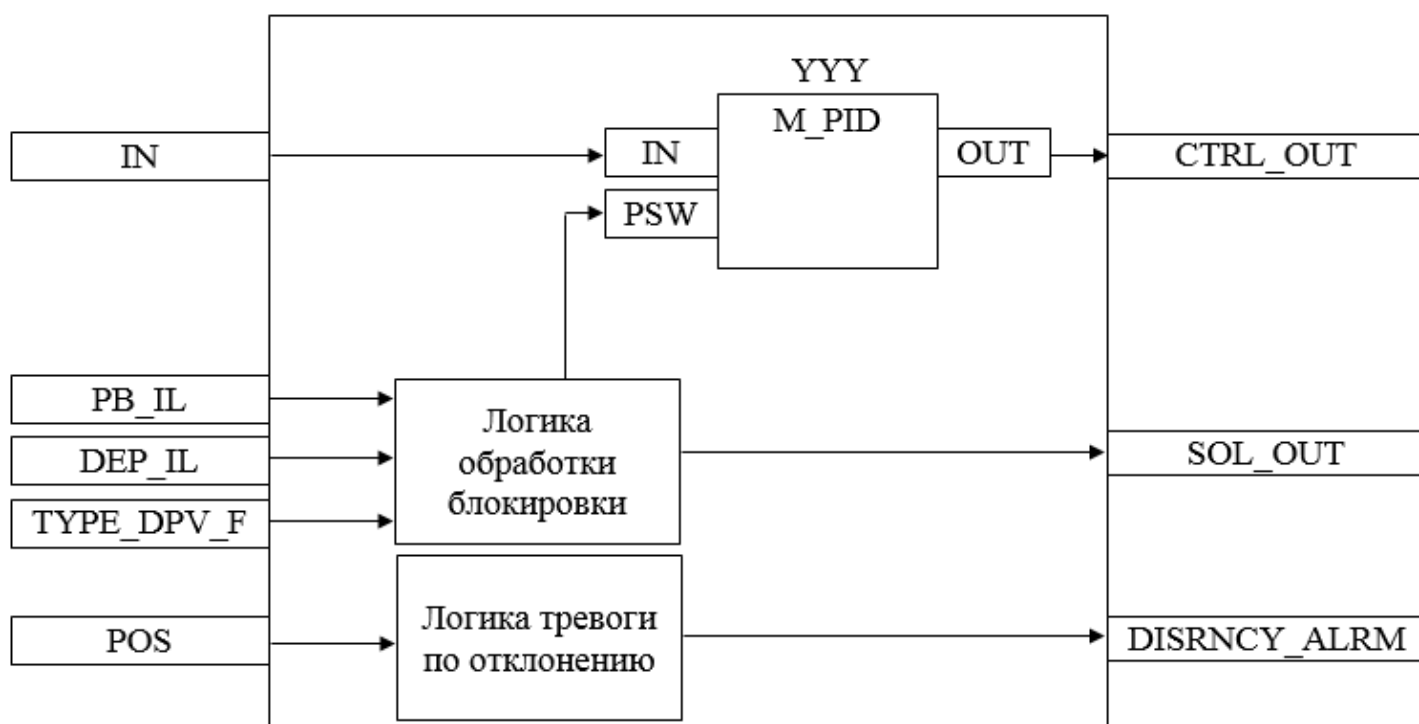 YYY
M_PID
IN
IN
OUT
CTRL_OUT
PSW
PB_IL
DEP_IL
TYPE_DPV_F
Логика
обработки
блокировки
SOL_OUT
POS
Логика тревоги
по отклонению
DISRNCY_ALRM